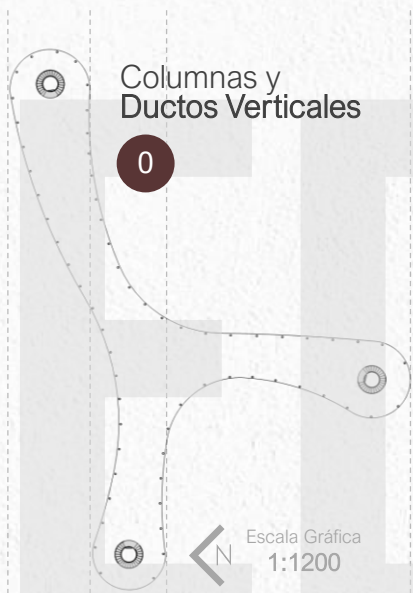 Columnas y
Ductos Verticales
0
N
Escala Gráfica
1:1200